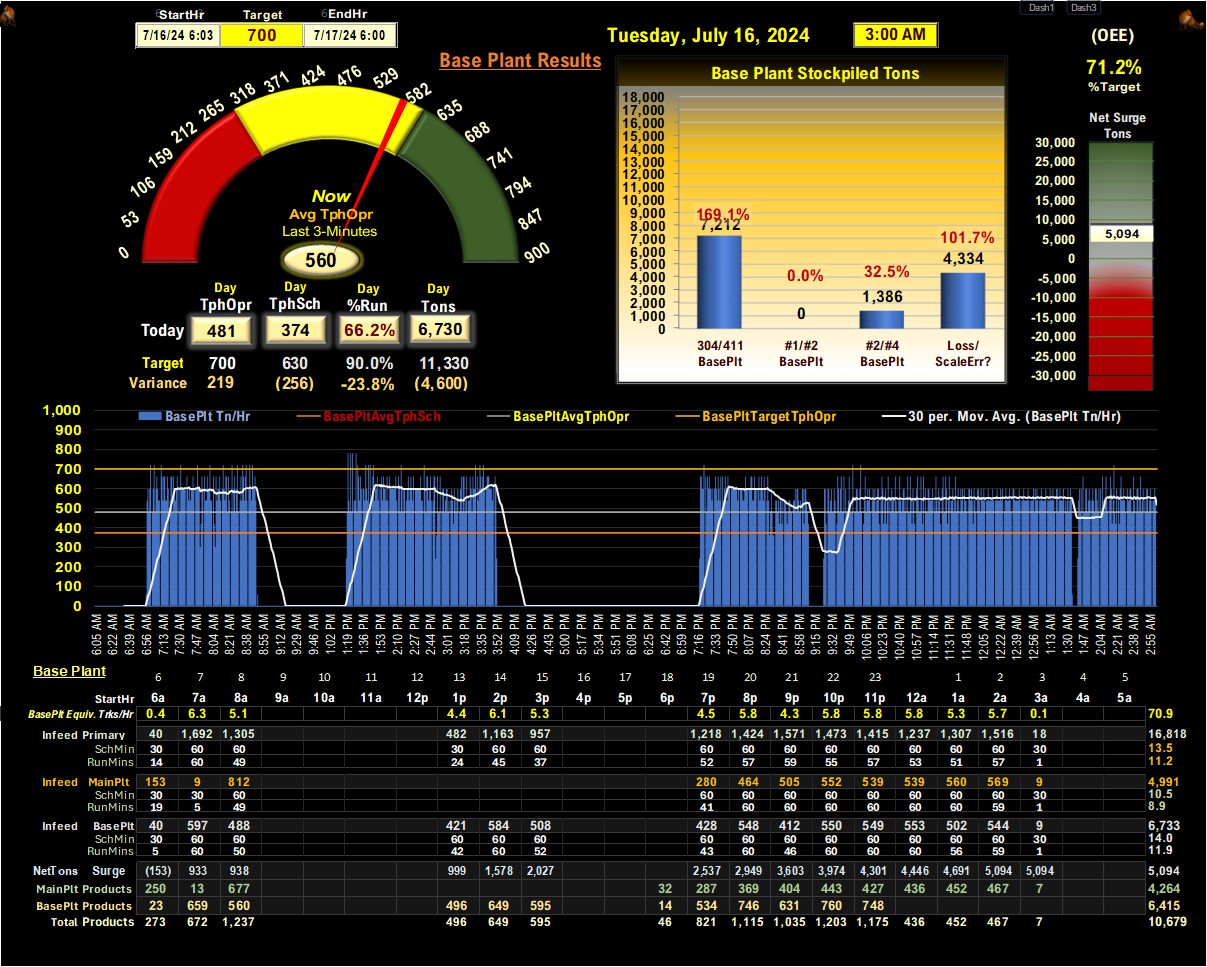 Dash1 Dash3
StartHr Target EndHr
7/16/24 6:03 700 7/17/24 6:00
Tuesday, July 16, 2024 3:00 AM
(OEE)
71.2%
%Target
Base Plant Results
0 53 106 159 212 265 318 371 424 476 529 582 635 688 741 794 847 900
Now
Avg TphOpr
Last 3-Minutes
560
Day Day Day Day
TphOpr TphSch %Run Tons
Today 481 374 66.2% 6,730
Target 700 630 90.0% 11,330
Variance 219 (256) -23.8% (4,600)
Base Plant Stockpiled Tons
18,000
17,000
16,000
15,000
14,000
13,000
12,000
11,000
10,000
9,000
8,000
7,000
6,000
5,000
4,000
3,000
2,000
1,000
0
169.1% 0.0% 32.5% 101.7%
7,212 0 1,386 4,334
304/411 #1/#2 #2/#4 Loss/
BasePlt BasePlt BasePlt ScaleErr?
Net Surge
Tons
30,000
25,000
20,000
15,000
10,000
5,000
0
-5,000
-10,000
-15,000
-20,000
-25,000
-30,000
5,094
BasePlt Tn/Hr BasePltAvgTphSch BasePltAvgTphOpr BasePltTargetTphOpr 30 per. Mov. Avg. (BasePlt Tn/Hr)
1,000
900
800
700
600
500
400
300
200
100
0
6:05 AM 6:22 AM 6:39 AM 6:56 AM 7:13 AM 7:30 AM 7:47 AM 8:04 AM 8:21 AM 8:38 AM 8:55 AM 9:12 AM 9:29 AM 9:46 AM 1:02 PM 1:19 PM 1:36 PM 1:53 PM 2:10 PM 2:27 PM 2:44 PM 3:01 PM 3:18 PM 3:35 PM 3:52 PM 4:09 PM 4:26 PM 4:43 PM 5:00 PM 5:17 PM 5:34 PM 5:51 PM 6:08 PM 6:25 PM 6:42 PM 6:59 PM 7:16 PM 7:33 PM 7:50 PM 8:07 PM 8:24 PM 8:41 PM 8:58 PM 9:15 PM 9:32 PM 9:49 PM 10:06 PM 10:23 PM 10:40 PM 10:57 PM 11:14 PM 11:31 PM 11:48 PM 12:05 AM 12:22 AM 12:39 AM 12:56 AM 1:13 AM 1:30 AM 1:47 AM 2:04 AM 2:21 AM 2:38 AM 2:55 AM
Base Plant
6 7 8 9 10 11 12 13 14 15 16 17 18 19 20 21 22 23 1 2 3 4 5
StartHr 6a 7a 8a 9a 10a 11a 12p 1p 2p 3p 4p 5p 6p 7p 8p 9p 10p 11p 12a 1a 2a 3a 4a 5a
BasePlt Equiv. Trks/Hr 0.4 6.3 5.1 4.4 6.1 5.3 4.5 5.8 4.3 5.8 5.8 5.8 5.3 5.7 0.1 70.9
Infeed Primary 40 1,692 1,305 482 1,163 957 1,218 1,424 1,571 1,473 1,415 1,237 1,307 1,516 18 16,818
SchMin 30 60 60 30 60 60 60 60 60 60 60 60 60 60 30 13.5
RunMins 14 60 49 24 45 37 52 57 59 55 57 53 51 57 1 11.2
Infeed MainPlt 153 9 812 280 464 505 552 539 539 560 569 9 4,991
SchMin 30 30 60 60 60 60 60 60 60 60 60 30 10.5
RunMins 19 5 49 41 60 60 60 60 60 60 59 1 8.9
Infeed BasePlt 40 597 488 421 584 508 428 548 412 550 549 553 502 544 9 6,733
SchMin 30 60 60 60 60 60 60 60 60 60 60 60 60 60 30 14.0
RunMins 5 60 50 42 60 52 43 60 46 60 60 60 56 59 1 11.9
NetTons Surge (153) 933 938 999 1,578 2,027 2,537 2,949 3,603 3,974 4,301 4,446 4,691 5,094 5,094 5,094
MainPlt Products 250 13 677 32 287 369 404 443 427 436 452 467 7 4,264
BasePlt Products 23 659 560 496 649 595 14 534 746 631 760 748 6,415
Total Products 273 672 1,237 496 649 595 46 821 1,115 1,035 1,203 1,175 436 452 467 7 10,679